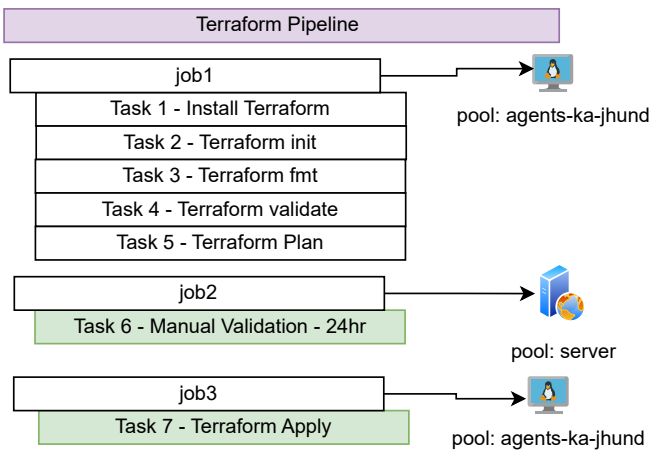 Terraform Pipeline
job1
Task 1 - Install Terraform
pool: agents-ka-jhund
Task 2 - Terraform init
Task 3 - Terraform fmt
Task 4 - Terraform validate
Task 5 - Terraform Plan
job2
Task 6 - Manual Validation - 24hr
pool: server
job3
Task 7 - Terraform Apply
pool: agents-ka-jhund